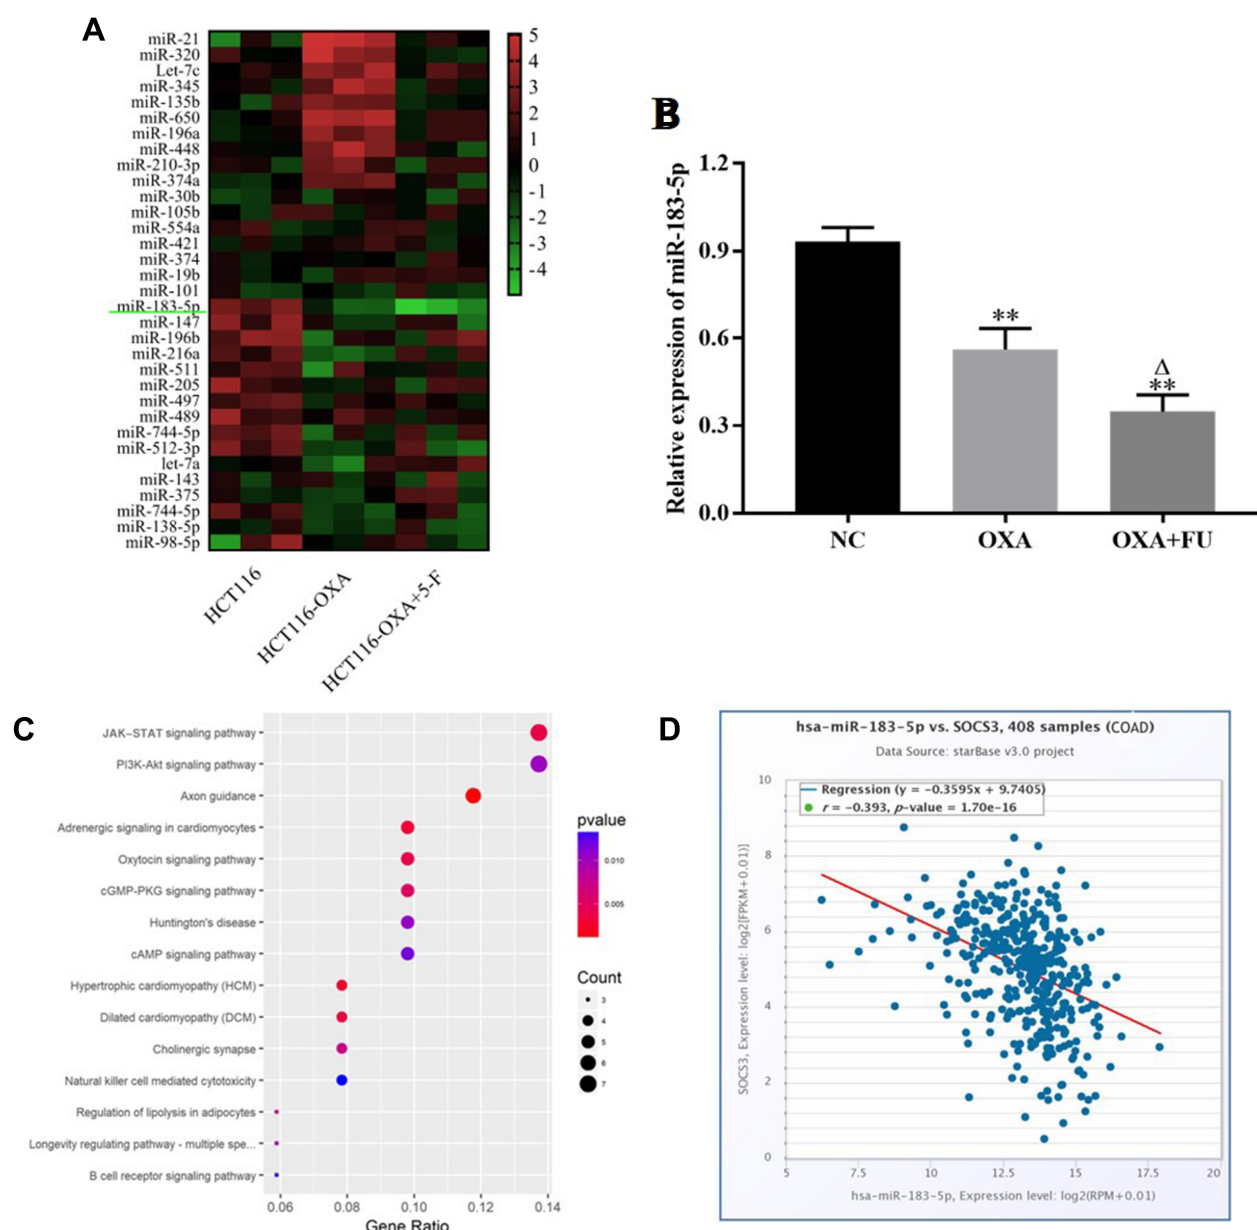 A
miR-21
miR-320
Let-7c
miR-345
miR-135b
miR-650
miR-196a
miR-448
miR-210-3p
miR-374a
miR-30b
miR-105b
miR-554a
miR-421
miR-374
miR-19b
miR-101
miR-183-5p
miR-147
miR-196b
miR-216a
miR-511
miR-205
miR-497
miR-489
miR-744-5p
miR-512-3p
let-7a
miR-143
miR-375
miR-744-5p
miR-138-5p
miR-98-5p
5
4
3
2
1
0
-1
-2
-3
-4
HCT116
HCT116-OXA
HCT116-OXA+5-F
B
Relative expression of miR-183-5p
1.2
0.9
0.6
0.3
0.0
**
Δ
**
NC
OXA
OXA+FU
C
JAK-STAT signaling pathway
PI3K-Akt signaling pathway
Axon guidance
Adrenergic signaling in cardiomyocytes
Oxytocin signaling pathway
cGMP-PKG signaling pathway
Huntington's disease
cAMP signaling pathway
Hypertrophic cardiomyopathy (HCM)
Dilated cardiomyopathy (DCM)
Cholinergic synapse
Natural killer cell mediated cytotoxicity
Regulation of lipolysis in adipocytes
Longevity regulating pathway - multiple spe...
B cell receptor signaling pathway
0.06
0.08
0.10
0.12
0.14
Gene Ratio
pvalue
0.010
0.005
Count
3
4
5
6
7
D
hsa-miR-183-5p vs. SOCS3, 408 samples (COAD)
Data Source: starBase v3.0 project
Regression (y = -0.3595x + 9.7405)
r = -0.393, p-value = 1.70e-16
SOCS3, Expression level: log2[FPKM+0.01)]
10
8
6
4
2
0
5
7.5
10
12.5
15
17.5
20
hsa-miR-183-5p, Expression level: log2(RPM+0.01)